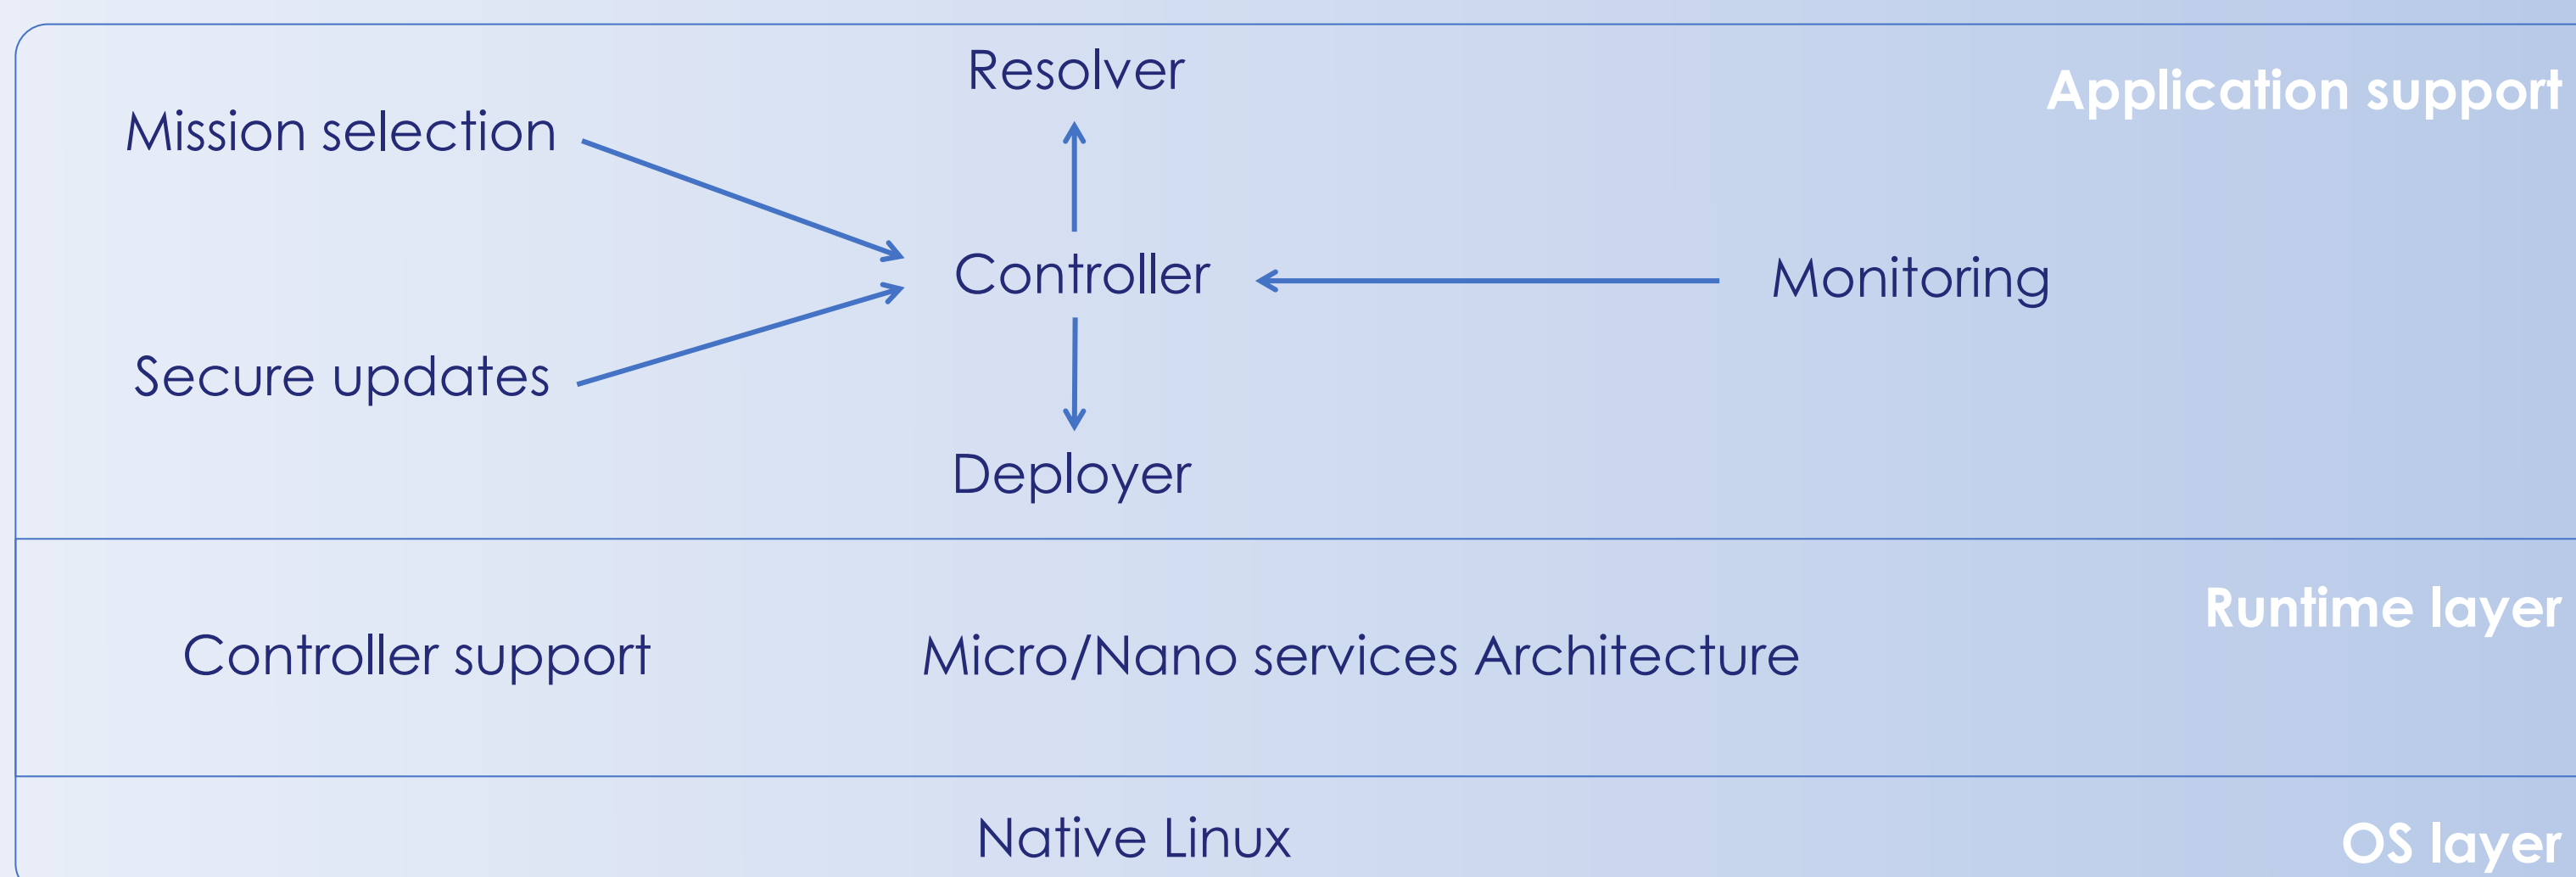 Resolver
Application support
Mission selection
Controller
Monitoring
Secure updates
Deployer
Runtime layer
Controller support
Micro/Nano services Architecture
Native Linux
OS layer